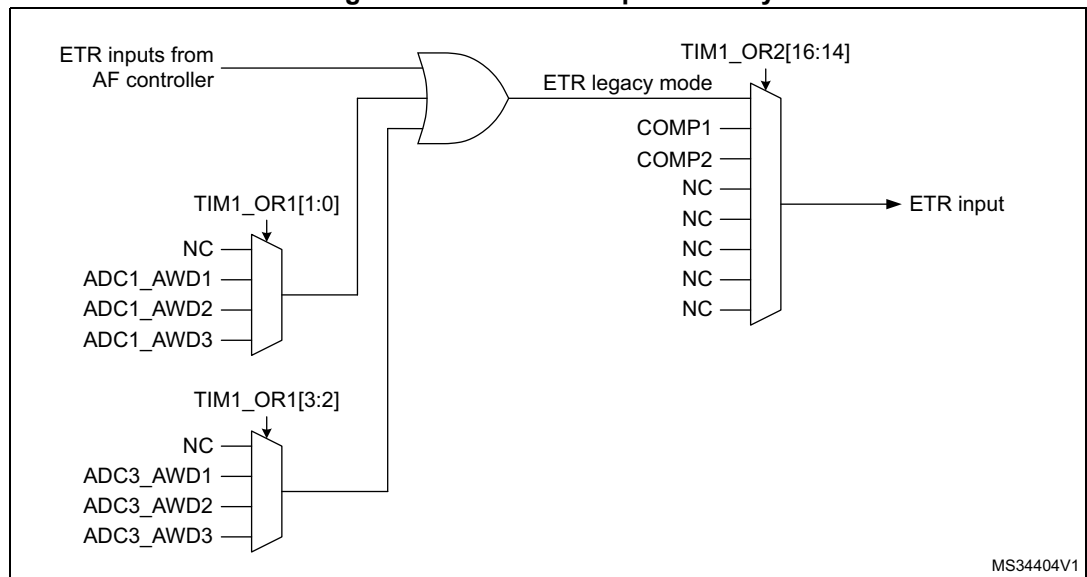 ETR inputs from
AF controller
TIM1_OR2[16:14]
ETR legacy mode
COMP1
COMP2
NC
NC
NC
NC
NC
ETR input
TIM1_OR1[1:0]
NC
ADC1_AWD1
ADC1_AWD2
ADC1_AWD3
TIM1_OR1[3:2]
NC
ADC3_AWD1
ADC3_AWD2
ADC3_AWD3
MS34404V1